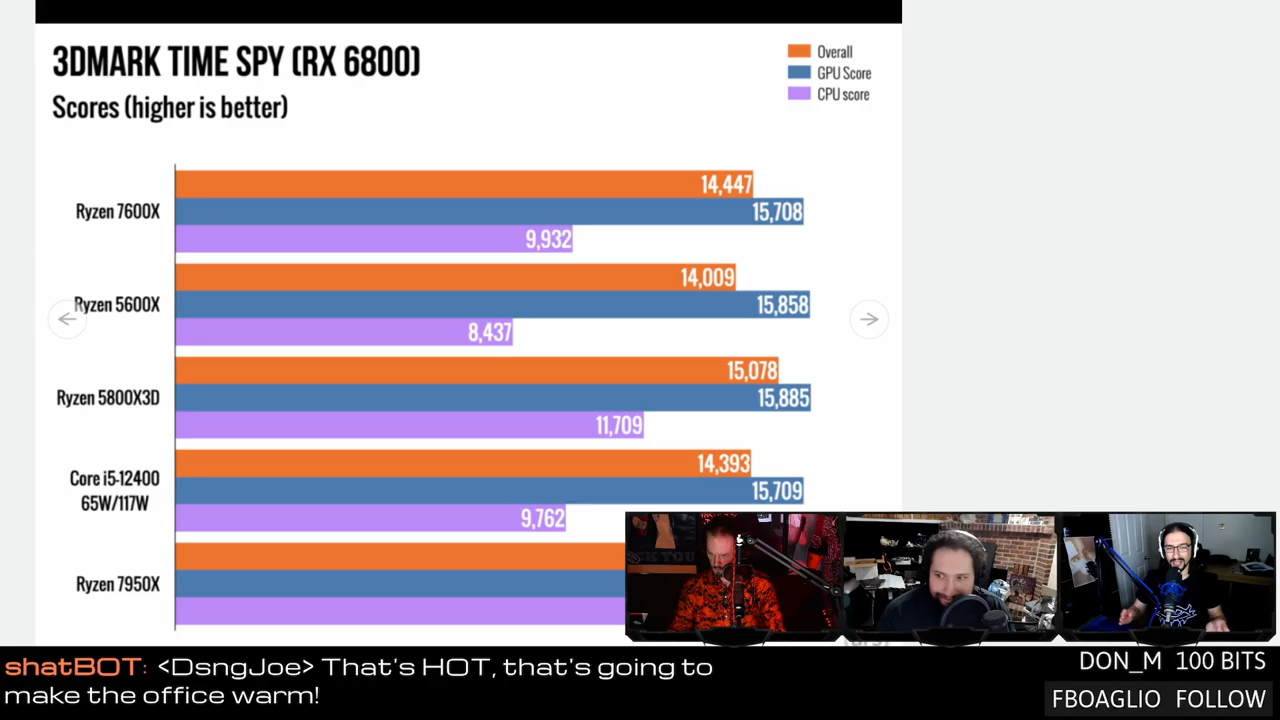 3DMARK TIME SPY (RX 6800)
Scores (higher is better)
Overall
GPU Score
CPU score
Ryzen 7600X
14,447
15,708
9,932
Ryzen 5600X
14,009
15,858
8,437
Ryzen 5800X3D
15,078
15,885
11,709
Core i5-12400
65W/117W
14,393
15,709
9,762
Ryzen 7950X
shatBOT: <DsngJoe> That's HOT, that's going to
make the office warm!
DON_M 100 BITS
FBOAGLIO FOLLOW